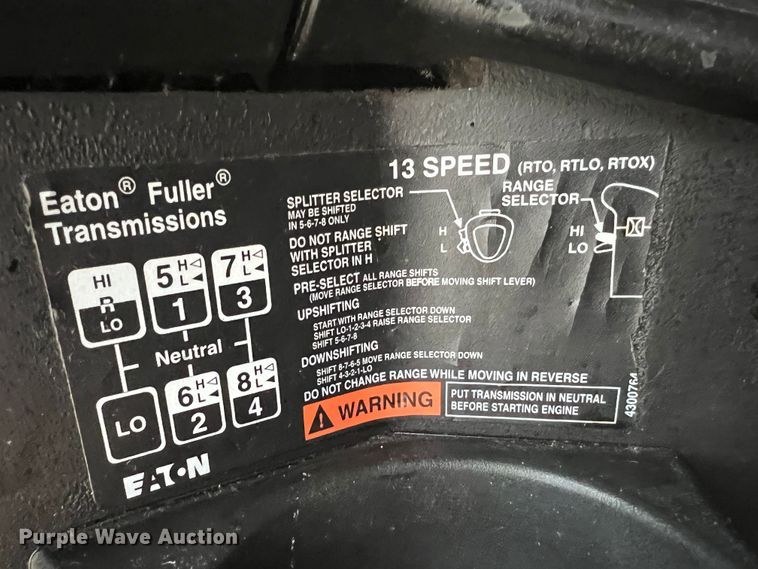 Eaton® Fuller®
Transmissions
HI
R
LO
5 H L
1
7 H L
3
Neutral
LO
6 H L
2
8 H L
4
EATON
13 SPEED (RTO, RTLO, RTOX)
SPLITTER SELECTOR
MAY BE SHIFTED
IN 5-6-7-8 ONLY
H
L
RANGE
SELECTOR
HI
LO
DO NOT RANGE SHIFT
WITH SPLITTER
SELECTOR IN H
PRE-SELECT ALL RANGE SHIFTS
(MOVE RANGE SELECTOR BEFORE MOVING SHIFT LEVER)
UPSHIFTING
START WITH RANGE SELECTOR DOWN
SHIFT LO-1-2-3-4 RAISE RANGE SELECTOR
SHIFT 5-6-7-8
DOWNSHIFTING
SHIFT 8-7-6-5 MOVE RANGE SELECTOR DOWN
SHIFT 4-3-2-1-LO
DO NOT CHANGE RANGE WHILE MOVING IN REVERSE
WARNING
PUT TRANSMISSION IN NEUTRAL
BEFORE STARTING ENGINE
4300764
Purple Wave Auction